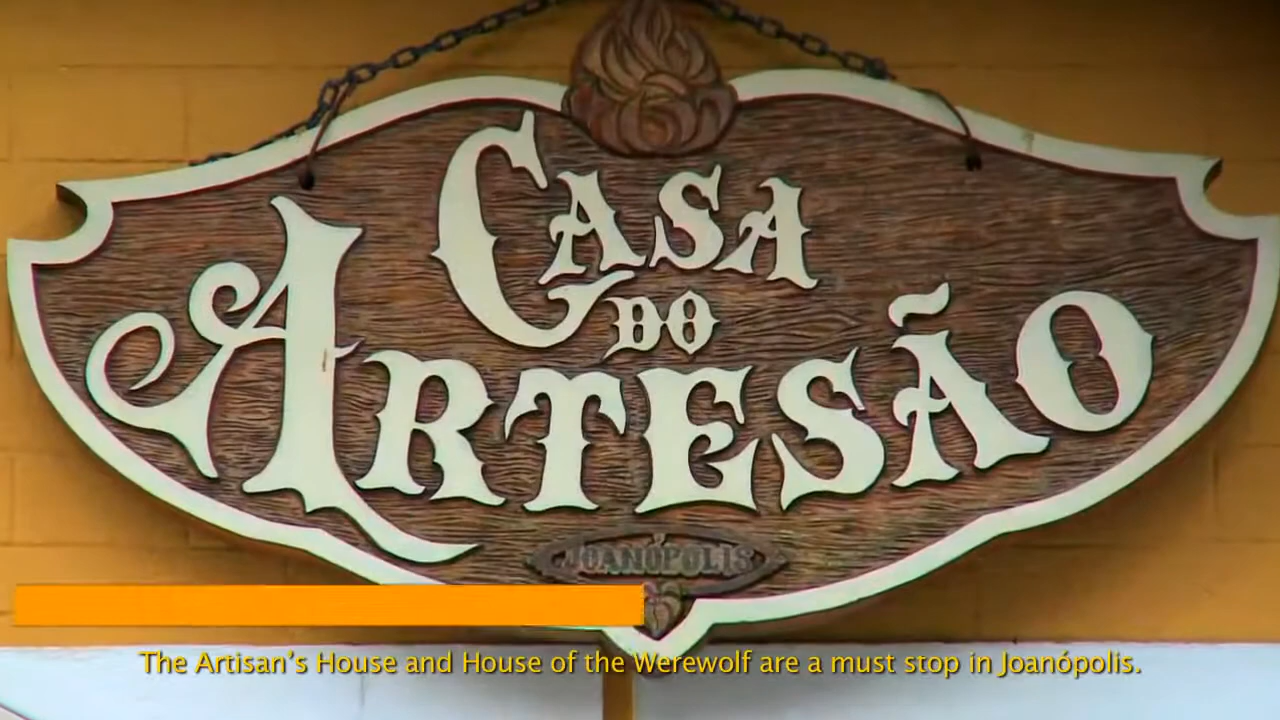 CASA
DO
ARTESÃO
JOANÓPOLIS
The Artisan's House and House of the Werewolf are a must stop in Joanópolis.